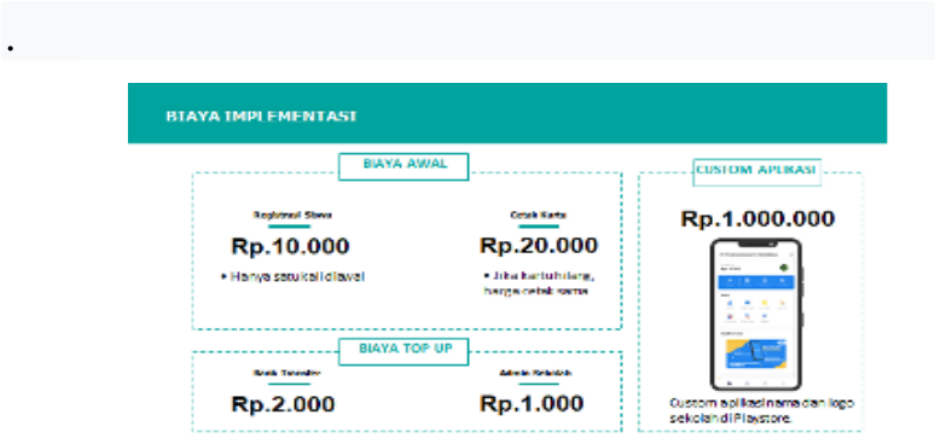 •
BIAYA IMPLEMENTASI
BIAYA AWAL
Registrasi Siswa
Rp.10.000
• Hanya satu kali diawal
Cetak Kartu
Rp.20.000
• Jika kartu hilang,
harga cetak sama
BIAYA TOP UP
Bank Transfer
Rp.2.000
Admin Sekolah
Rp.1.000
CUSTOM APLIKASI
Rp.1.000.000
Custom aplikasi nama dan logo
sekolah di Playstore.